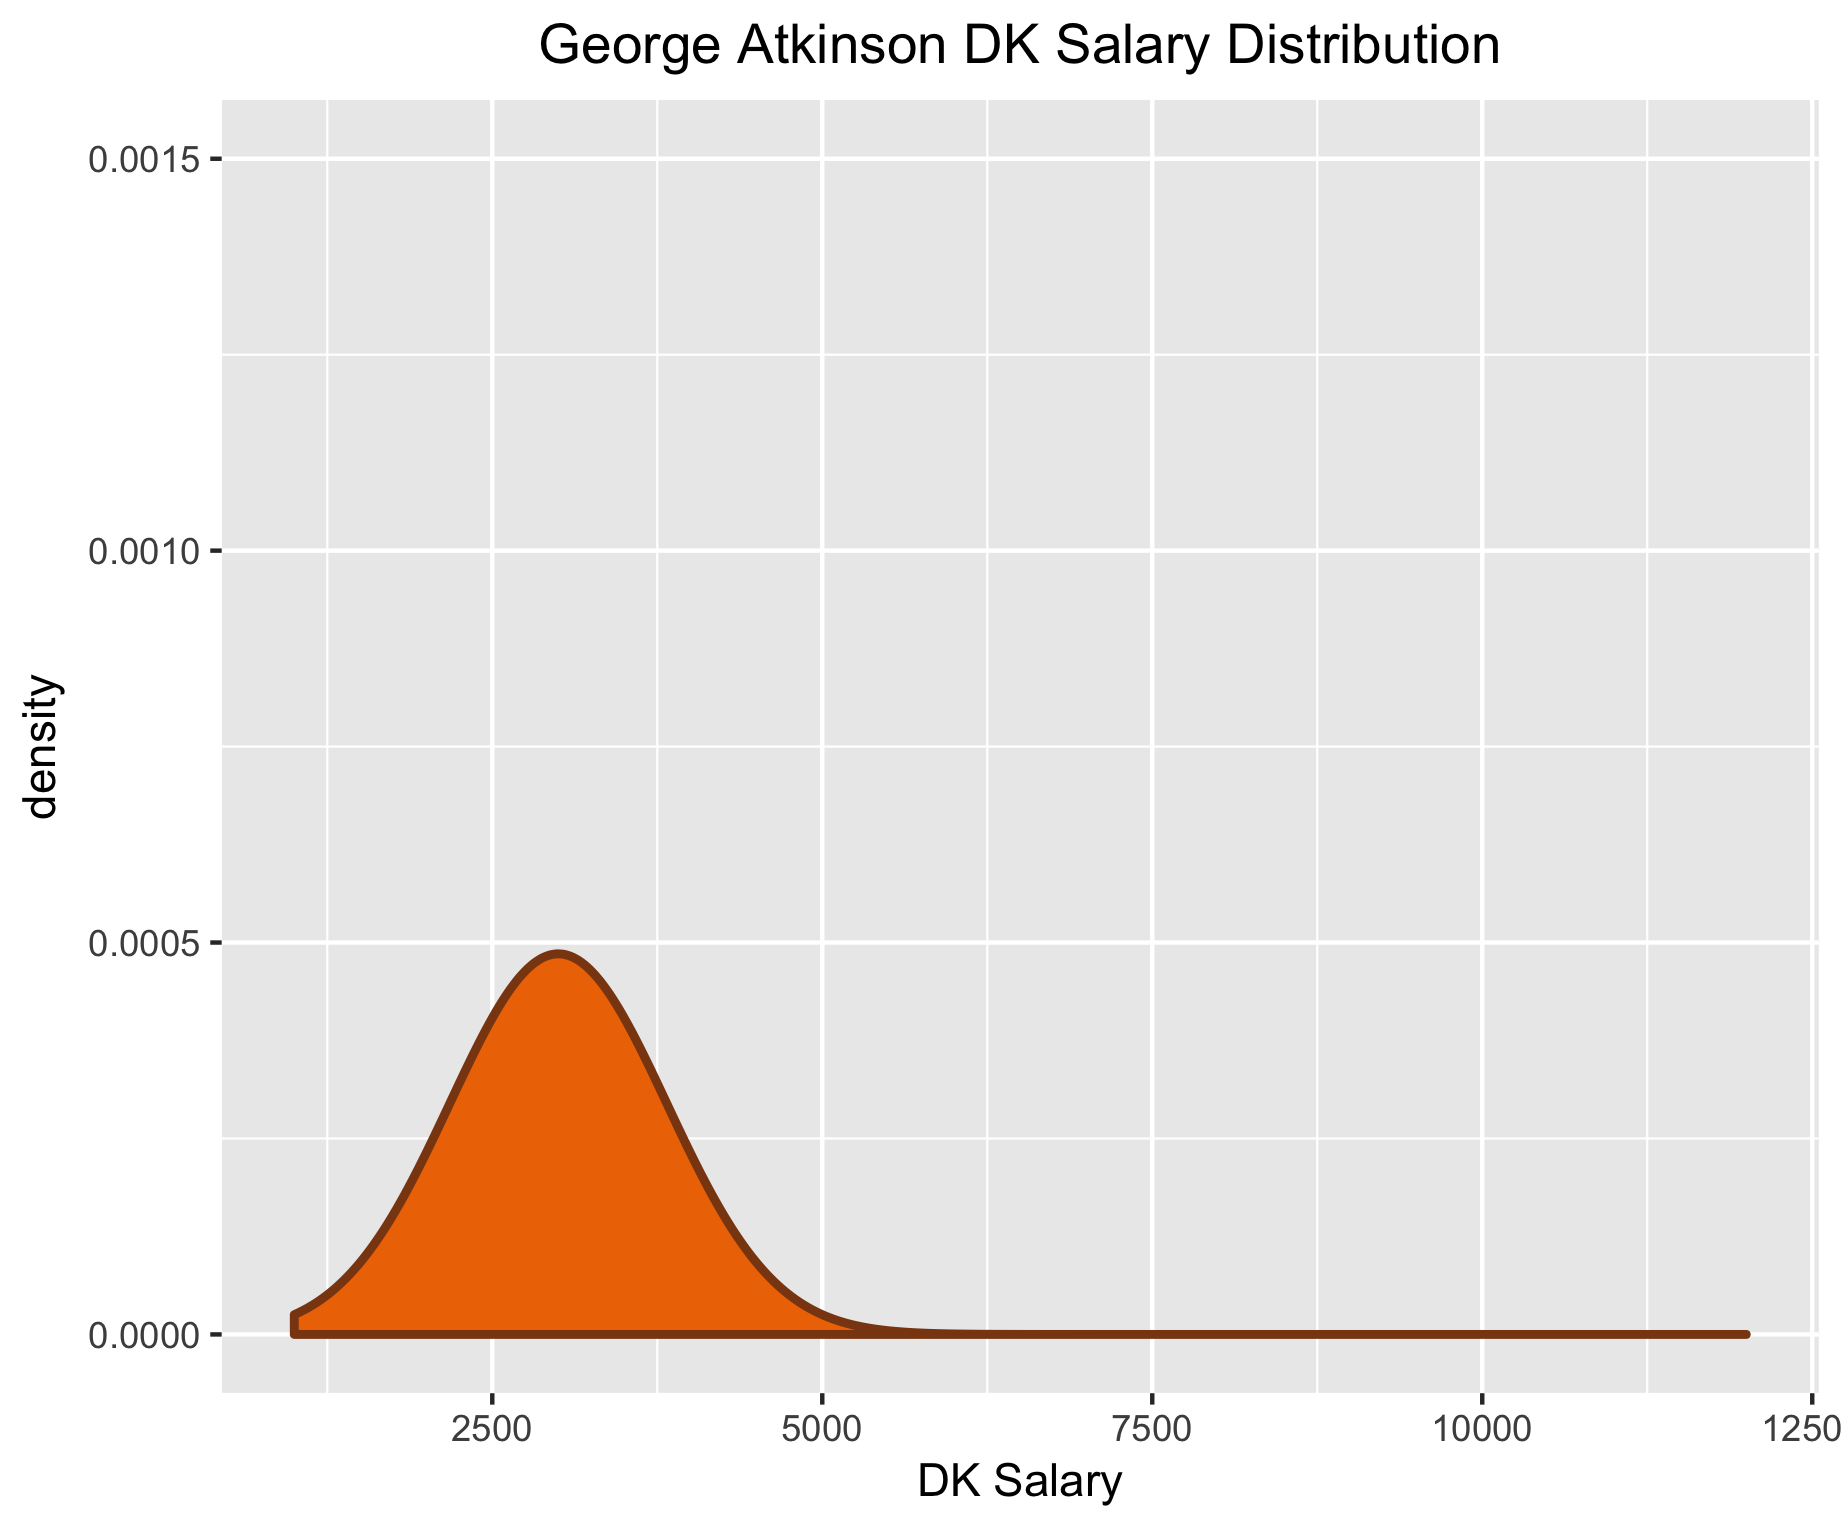 George Atkinson DK Salary Distribution
0.0015
0.0010
0.0005
0.0000
density
2500 5000 7500 10000 1250
DK Salary